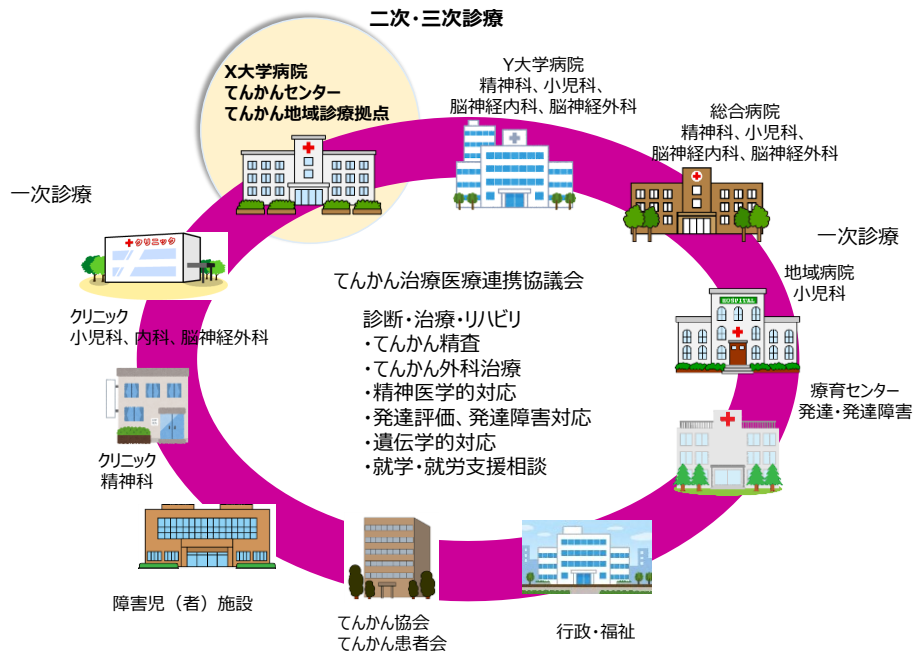 二次・三次診療
X大学病院
てんかんセンター
てんかん地域診療拠点
Y大学病院
精神科、小児科、
脳神経内科、脳神経外科
総合病院
精神科、小児科、
脳神経内科、脳神経外科
一次診療
一次診療
クリニック
地域病院
小児科
HOSPITAL
てんかん治療医療連携協議会
クリニック
小児科、内科、脳神経外科
診断・治療・リハビリ
・てんかん精査
・てんかん外科治療
・精神医学的対応
・発達評価、発達障害対応
・遺伝学的対応
・就学・就労支援相談
療育センター
発達・発達障害
クリニック
精神科
障害児（者）施設
てんかん協会
てんかん患者会
行政・福祉